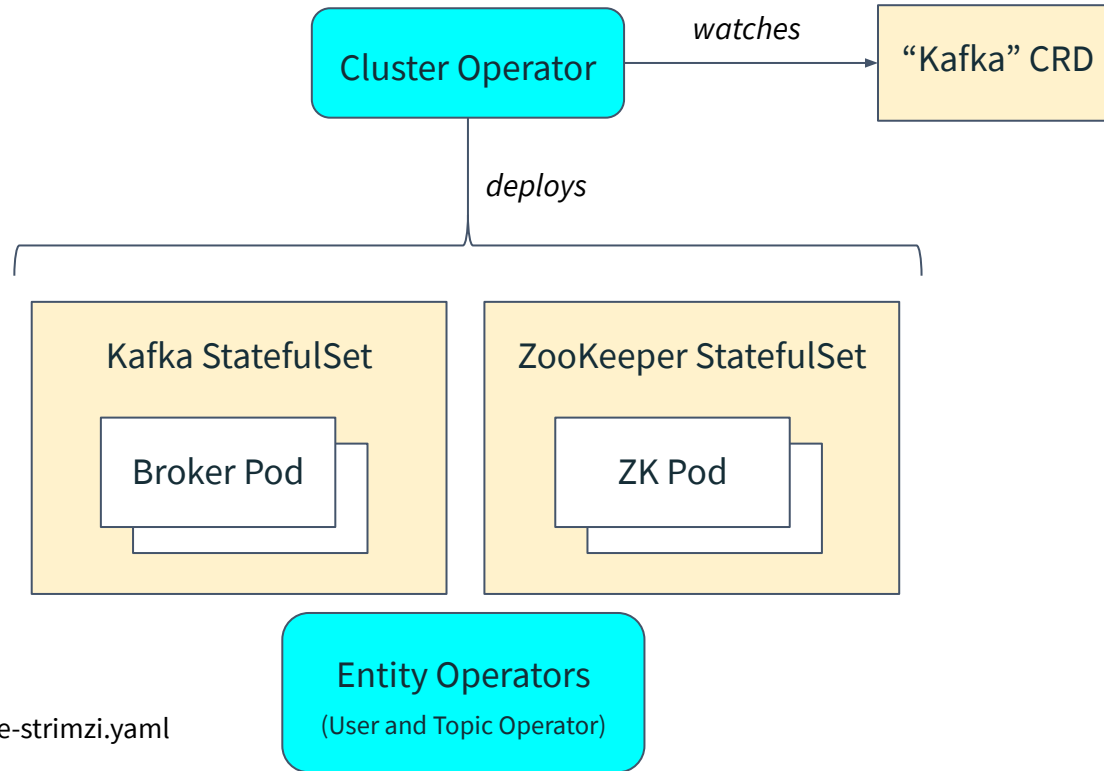 watches
Cluster Operator
“Kafka” CRD
deploys
Kafka StatefulSet
ZooKeeper StatefulSet
Broker Pod
ZK Pod
Entity Operators
(User and Topic Operator)
e-strimzi.yaml